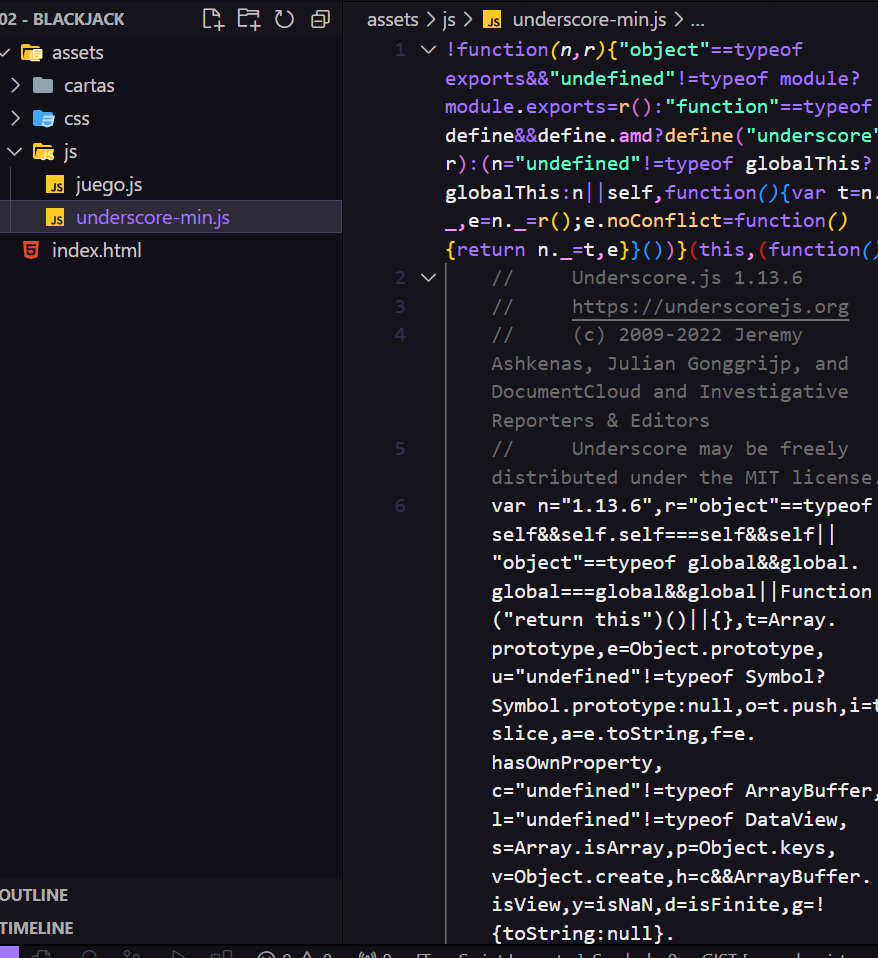 02 - BLACKJACK
assets
cartas
css
js
juego.js
underscore-min.js
index.html
OUTLINE
TIMELINE
assets > js > JS underscore-min.js > ...
1 !function(n,r){"object"==typeof
exports&&"undefined"!=typeof module?
module.exports=r():"function"==typeof
define&&define.amd?define("underscore"
r):(n="undefined"!=typeof globalThis?
globalThis:n||self,function(){var t=n.
_,e=n._=r();e.noConflict=function()
{return n._=t,e}}())}(this,(function()
2 // Underscore.js 1.13.6
3 // https://underscorejs.org
4 // (c) 2009-2022 Jeremy
Ashkenas, Julian Gonggrijp, and
DocumentCloud and Investigative
Reporters & Editors
5 // Underscore may be freely
distributed under the MIT license.
6 var n="1.13.6",r="object"==typeof
self&&self.self===self&&self||
"object"==typeof global&&global.
global===global&&global||Function
("return this")()||{},t=Array.
prototype,e=Object.prototype,
u="undefined"!=typeof Symbol?
Symbol.prototype:null,o=t.push,i=t
slice,a=e.toString,f=e.
hasOwnProperty,
c="undefined"!=typeof ArrayBuffer,
l="undefined"!=typeof DataView,
s=Array.isArray,p=Object.keys,
v=Object.create,h=c&&ArrayBuffer.
isView,y=isNaN,d=isFinite,g=!
{toString:null}.